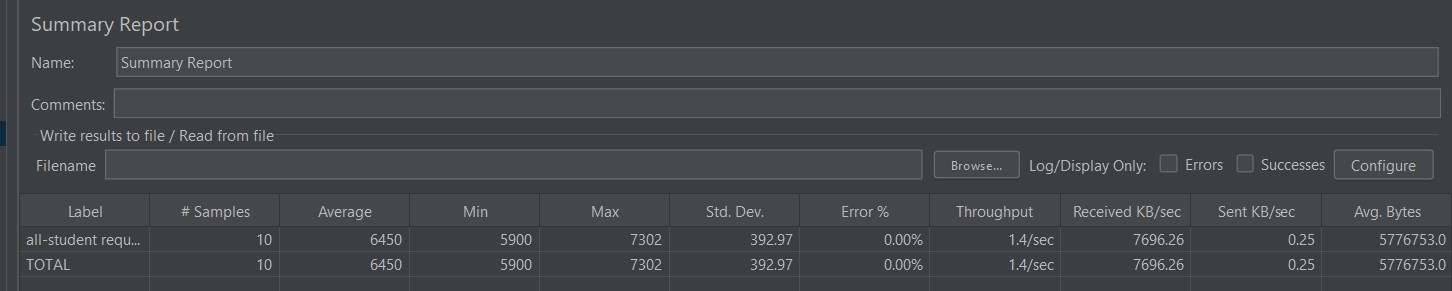 Summary Report
Name: Summary Report
Comments:
Write results to file / Read from file
Filename Browse... Log/Display Only: Errors Successes Configure
Label # Samples Average Min Max Std. Dev. Error % Throughput Received KB/sec Sent KB/sec Avg. Bytes
all-student requ... 10 6450 5900 7302 392.97 0.00% 1.4/sec 7696.26 0.25 5776753.0
TOTAL 10 6450 5900 7302 392.97 0.00% 1.4/sec 7696.26 0.25 5776753.0